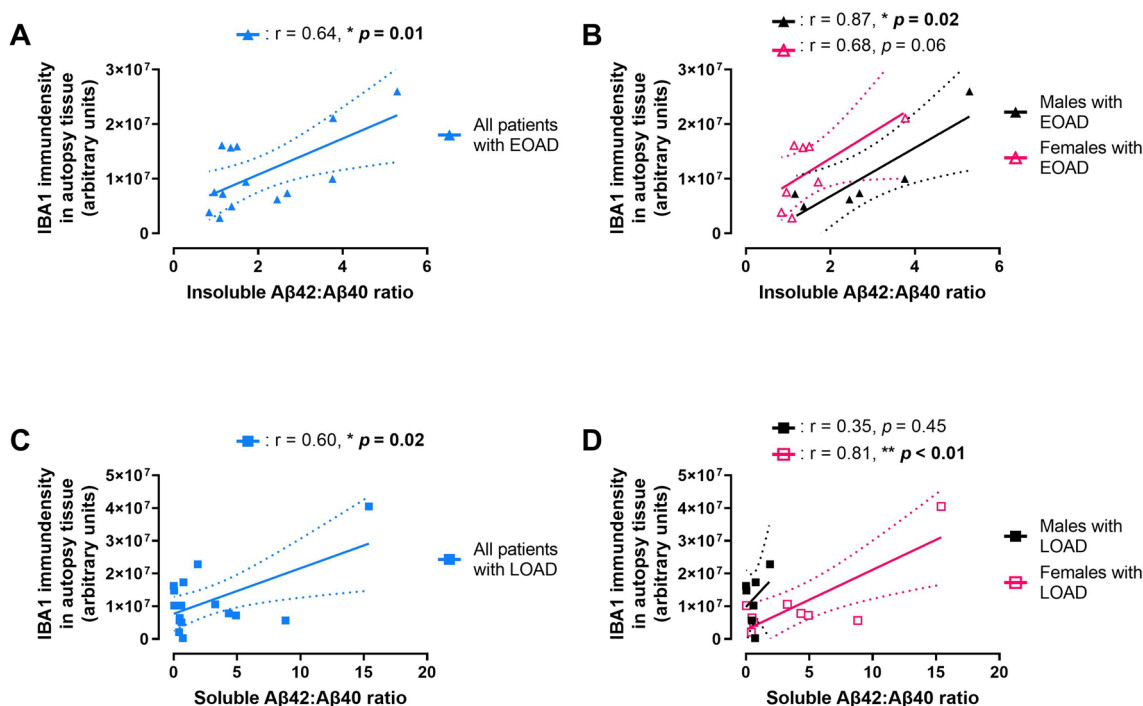 A
: r = 0.64, * p = 0.01
IBA1 immundensity
in autopsy tissue
(arbitrary units)
3×10⁷
2×10⁷
1×10⁷
0
0 2 4 6
Insoluble Aβ42:Aβ40 ratio
All patients
with EOAD
B
: r = 0.87, * p = 0.02
: r = 0.68, p = 0.06
IBA1 immundensity
in autopsy tissue
(arbitrary units)
3×10⁷
2×10⁷
1×10⁷
0
0 2 4 6
Insoluble Aβ42:Aβ40 ratio
Males with
EOAD
Females with
EOAD
C
: r = 0.60, * p = 0.02
IBA1 immundensity
in autopsy tissue
(arbitrary units)
5×10⁷
4×10⁷
3×10⁷
2×10⁷
1×10⁷
0
0 5 10 15 20
Soluble Aβ42:Aβ40 ratio
All patients
with LOAD
D
: r = 0.35, p = 0.45
: r = 0.81, ** p < 0.01
IBA1 immundensity
in autopsy tissue
(arbitrary units)
5×10⁷
4×10⁷
3×10⁷
2×10⁷
1×10⁷
0
0 5 10 15 20
Soluble Aβ42:Aβ40 ratio
Males with
LOAD
Females with
LOAD